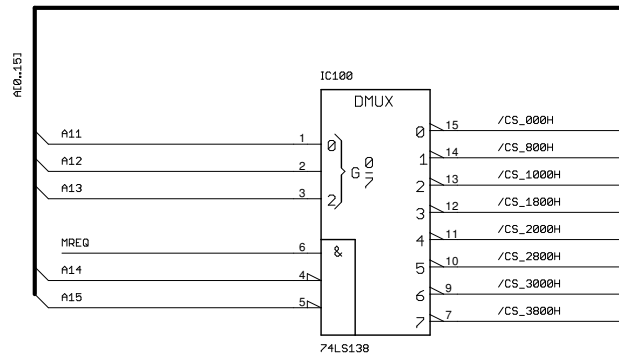 A[0..15]
IC100
DMUX
A11 1 0 0 15 /CS_000H
A12 2 G 0/7 1 14 /CS_800H
A13 3 2 2 13 /CS_1000H
3 12 /CS_1800H
MREQ 6 & 4 11 /CS_2000H
A14 4 5 10 /CS_2800H
A15 5 6 9 /CS_3000H
7 7 /CS_3800H
74LS138